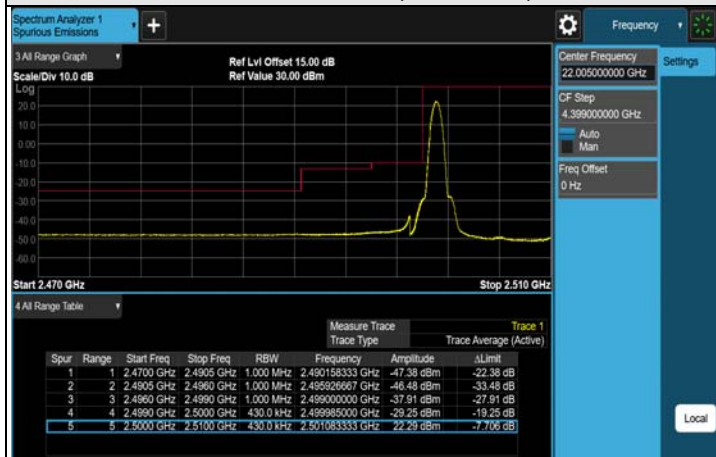 Spectrum Analyzer 1
Spurious Emissions
Frequency
3 All Range Graph
Ref Lvl Offset 15.00 dB
Scale/Div 10.0 dB
Ref Value 30.00 dBm
Log
20.0
10.0
0.00
-10.0
-20.0
-30.0
-40.0
-50.0
-60.0
Start 2.470 GHz
Stop 2.510 GHz
Center Frequency
22.005000000 GHz
Settings
CF Step
4.399000000 GHz
Auto
Man
Freq Offset
0 Hz
4 All Range Table
Measure Trace Trace 1
Trace Type Trace Average (Active)
Spur Range Start Freq Stop Freq RBW Frequency Amplitude ΔLimit
1 1 2.4700 GHz 2.4905 GHz 1.000 MHz 2.490158333 GHz -47.38 dBm -22.38 dB
2 2 2.4905 GHz 2.4960 GHz 1.000 MHz 2.495926667 GHz -46.48 dBm -33.48 dB
3 3 2.4960 GHz 2.4990 GHz 1.000 MHz 2.499000000 GHz -37.91 dBm -27.91 dB
4 4 2.4990 GHz 2.5000 GHz 430.0 kHz 2.499985000 GHz -29.25 dBm -19.25 dB
5 5 2.5000 GHz 2.5100 GHz 430.0 kHz 2.501083333 GHz 22.29 dBm -7.706 dB
Local